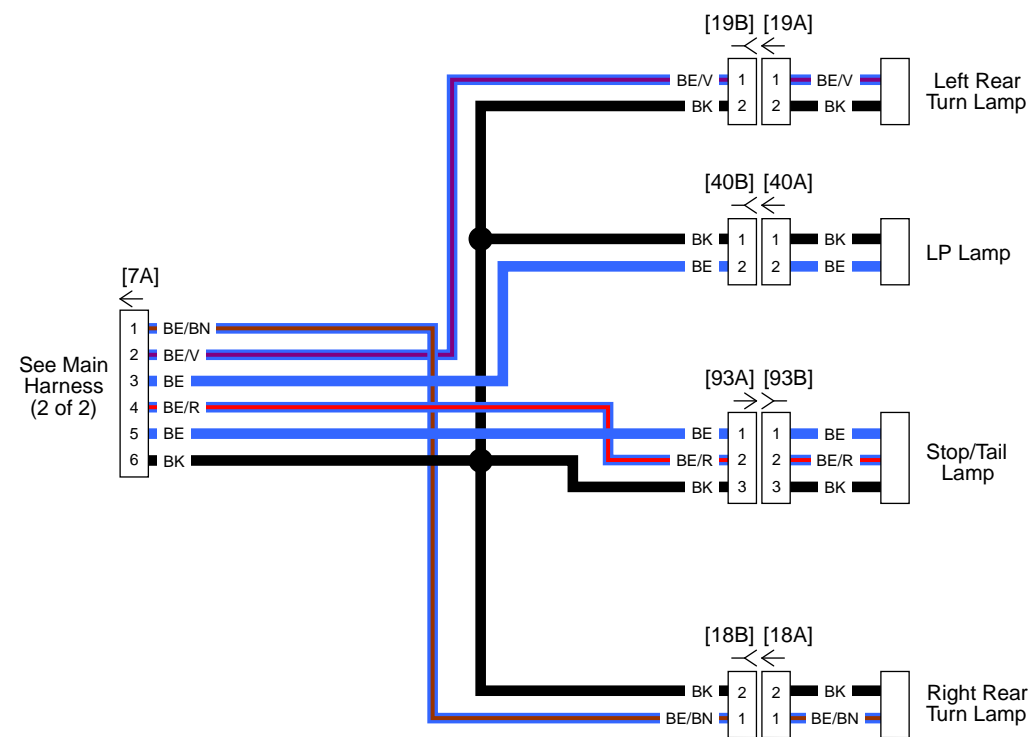 [19B] [19A]
BE/V 1 1 BE/V
BK 2 2 BK
Left Rear
Turn Lamp
[40B] [40A]
BK 1 1 BK
BE 2 2 BE
LP Lamp
[7A]
1 BE/BN
2 BE/V
3 BE
4 BE/R
5 BE
6 BK
See Main
Harness
(2 of 2)
[93A] [93B]
BE 1 1 BE
BE/R 2 2 BE/R
BK 3 3 BK
Stop/Tail
Lamp
[18B] [18A]
BK 2 2 BK
BE/BN 1 1 BE/BN
Right Rear
Turn Lamp